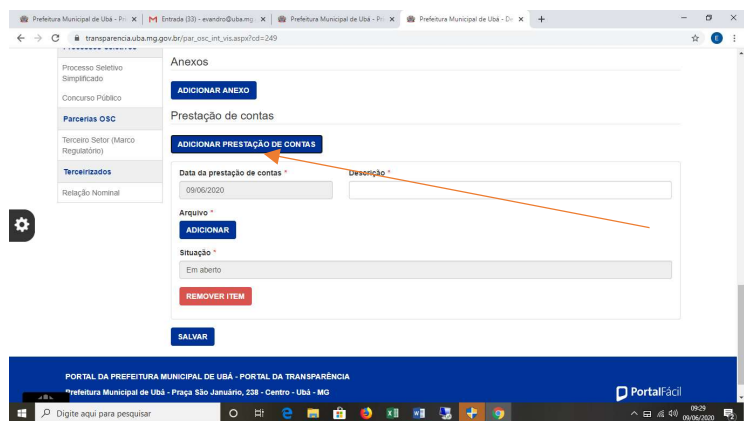 Prefeitura Municipal de Ubá - Pr
Entrada (33) - evandro@uba.mg
Prefeitura Municipal de Ubá - Po
Prefeitura Municipal de Ubá - De
transparencia.uba.mg.gov.br/par_osc_int_vis.aspx?cd=249
E
Processo Seletivo
Simplificado
Concurso Público
Parcerias OSC
Terceiro Setor (Marco
Regulatório)
Terceirizados
Relação Nominal
Anexos
ADICIONAR ANEXO
Prestação de contas
ADICIONAR PRESTAÇÃO DE CONTAS
Data da prestação de contas *
Descrição *
09/06/2020
Arquivo *
ADICIONAR
Situação *
Em aberto
REMOVER ITEM
SALVAR
PORTAL DA PREFEITURA MUNICIPAL DE UBÁ - PORTAL DA TRANSPARÊNCIA
Prefeitura Municipal de Ubá - Praça São Januário, 238 - Centro - Ubá - MG
PortalFácil
Digite aqui para pesquisar
09:29
09/06/2020